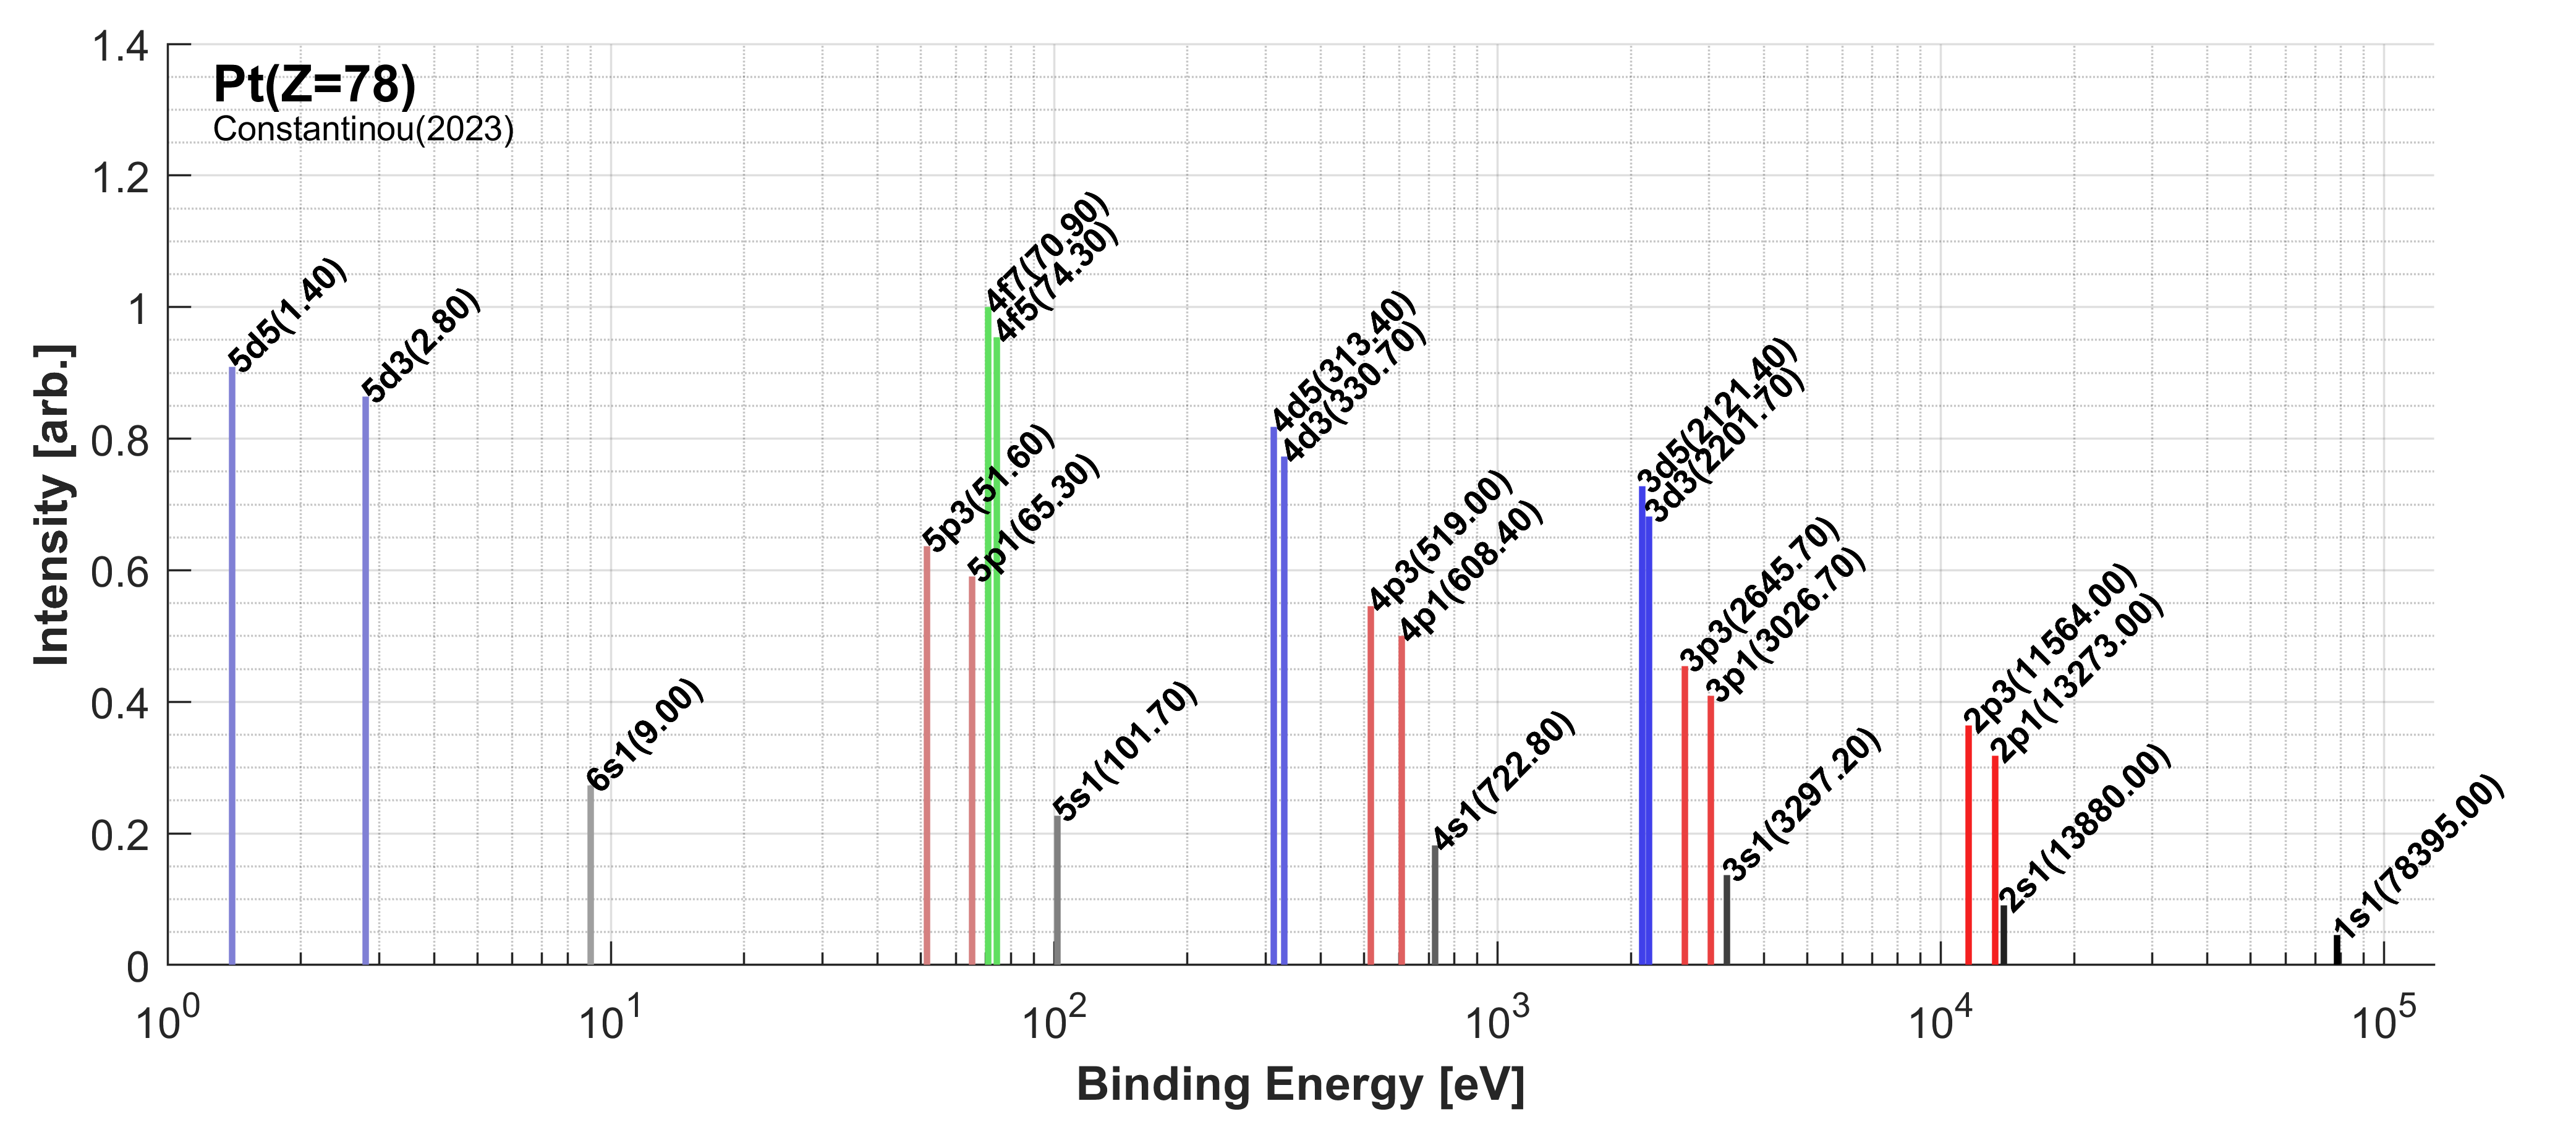 Pt(Z=78)
Constantinou(2023)
Intensity [arb.]
1.4
1.2
1
0.8
0.6
0.4
0.2
0
5d5(1.40)
5d3(2.80)
6s1(9.00)
5p3(51.60)
5p1(65.30)
4f7(70.90)
4f5(74.30)
5s1(101.70)
4d5(313.40)
4d3(330.70)
4p3(519.00)
4p1(608.40)
4s1(722.80)
3d5(2121.40)
3d3(2201.70)
3p3(2645.70)
3p1(3026.70)
3s1(3297.20)
2p3(11564.00)
2p1(13273.00)
2s1(13880.00)
1s1(78395.00)
10^0 10^1 10^2 10^3 10^4 10^5
Binding Energy [eV]